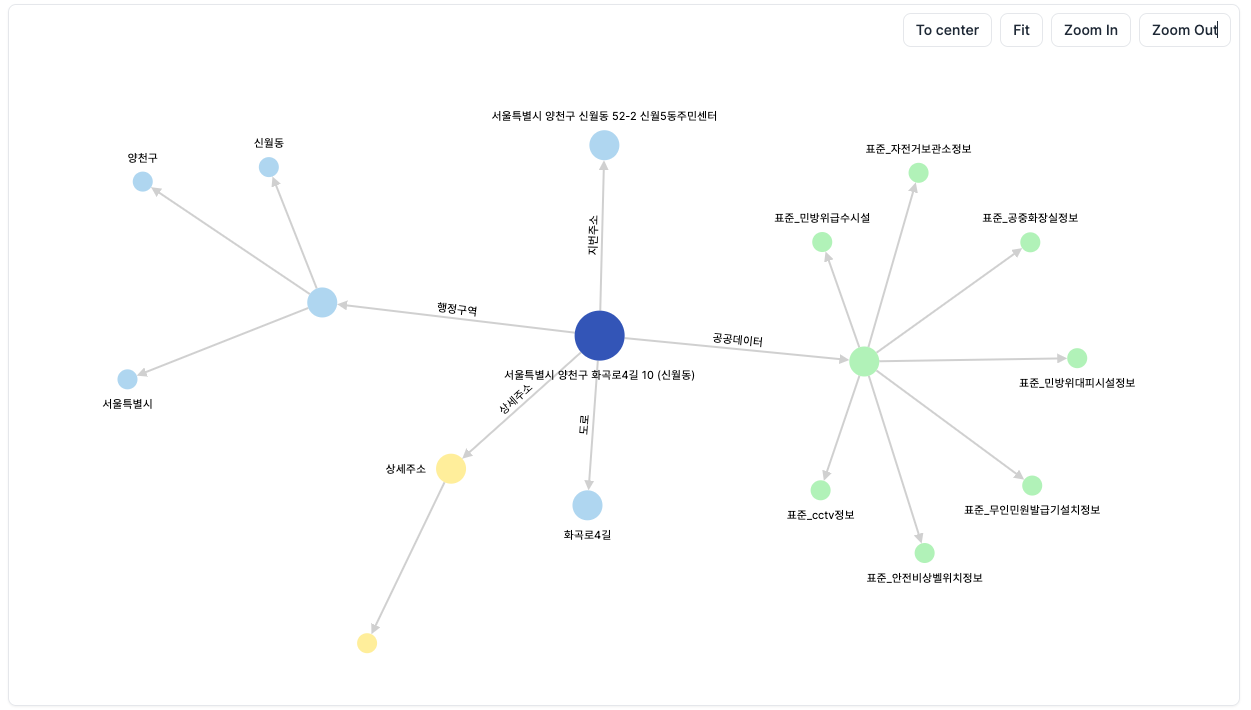 To center
Fit
Zoom In
Zoom Out
서울특별시 양천구 신월동 52-2 신월5동주민센터
신월동
양천구
표준_자전거보관소정보
표준_민방위급수시설
표준_공중화장실정보
지번주소
행정구역
공공데이터
서울특별시 양천구 화곡로4길 10 (신월동)
표준_민방위대피시설정보
서울특별시
상세주소
도로
상세주소
화곡로4길
표준_cctv정보
표준_무인민원발급기설치정보
표준_안전비상벨위치정보